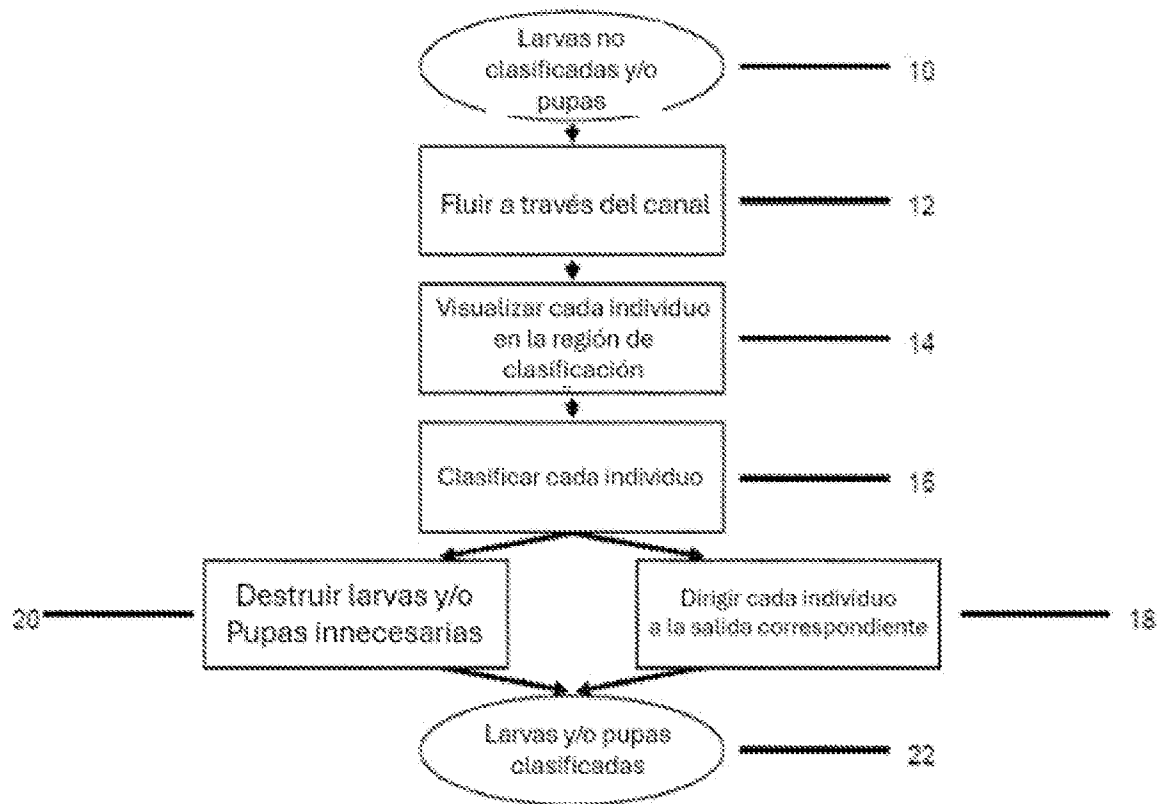 Larvas no
clasificadas y/o
pupas
10
Fluir a través del canal
12
Visualizar cada individuo
en la región de
clasificación
14
Clasificar cada individuo
16
Destruir larvas y/o
Pupas innecesarias
20
Dirigir cada individuo
a la salida correspondiente
18
Larvas y/o pupas
clasificadas
22